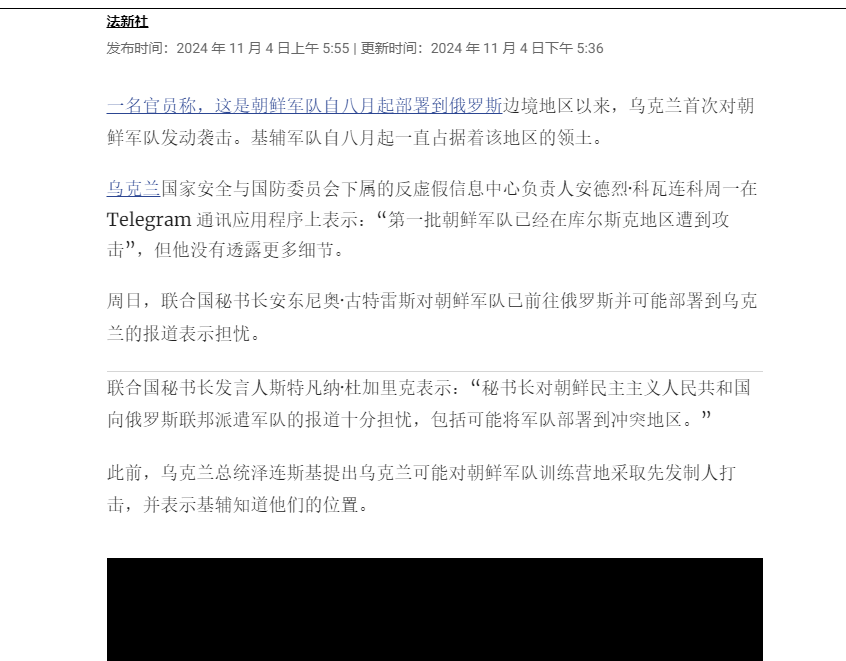 法新社
发布时间：2024 年 11 月 4 日上午 5:55 | 更新时间：2024 年 11 月 4 日下午 5:36
一名官员称，这是朝鲜军队自八月起部署到俄罗斯边境地区以来，乌克兰首次对朝
鲜军队发动袭击。基辅军队自八月起一直占据着该地区的领土。
乌克兰国家安全与国防委员会下属的反虚假信息中心负责人安德烈·科瓦连科周一在
Telegram 通讯应用程序上表示：“第一批朝鲜军队已经在库尔斯克地区遭到攻
击”，但他没有透露更多细节。
周日，联合国秘书长安东尼奥·古特雷斯对朝鲜军队已前往俄罗斯并可能部署到乌克
兰的报道表示担忧。
联合国秘书长发言人斯特凡纳·杜加里克表示：“秘书长对朝鲜民主主义人民共和国
向俄罗斯联邦派遣军队的报道十分担忧，包括可能将军队部署到冲突地区。”
此前，乌克兰总统泽连斯基提出乌克兰可能对朝鲜军队训练营地采取先发制人打
击，并表示基辅知道他们的位置。